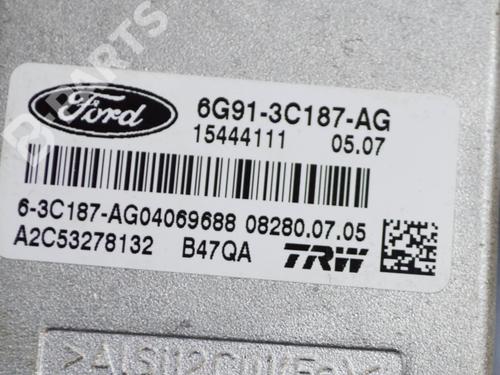 B-PARTS
Ford
6G91-3C187-AG
15444111 05.07
6-3C187-AG04069688 08280.07.05
A2C53278132 B47QA TRW